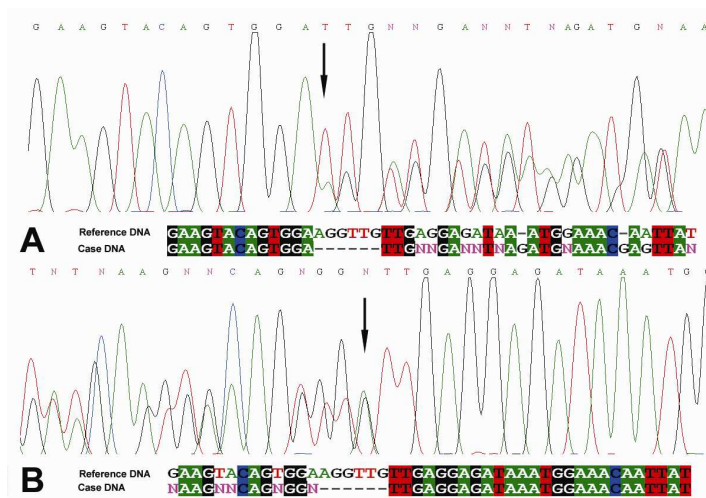 G A A G T A C A G T G G A T T G N N G A N N T N A G A T G N A A
A
Reference DNA GAAGTACAGTGGAAGGTTGTTGAGGAGATAA-ATGGAAAC-AATTAT
Case DNA GAAGTACAGTGGA------TTGNNGANNTNAGATGNAAACGAGTTAN
T N T N A A G N N C A G N G G N T T G A G G A G A T A A A T G
B
Reference DNA GAAGTACAGTGGAAGGTTGTTGAGGAGATAAATGGAAACAATTAT
Case DNA NAAGNNCAGNGGN------TTGAGGAGATAAATGGAAACAATTAT